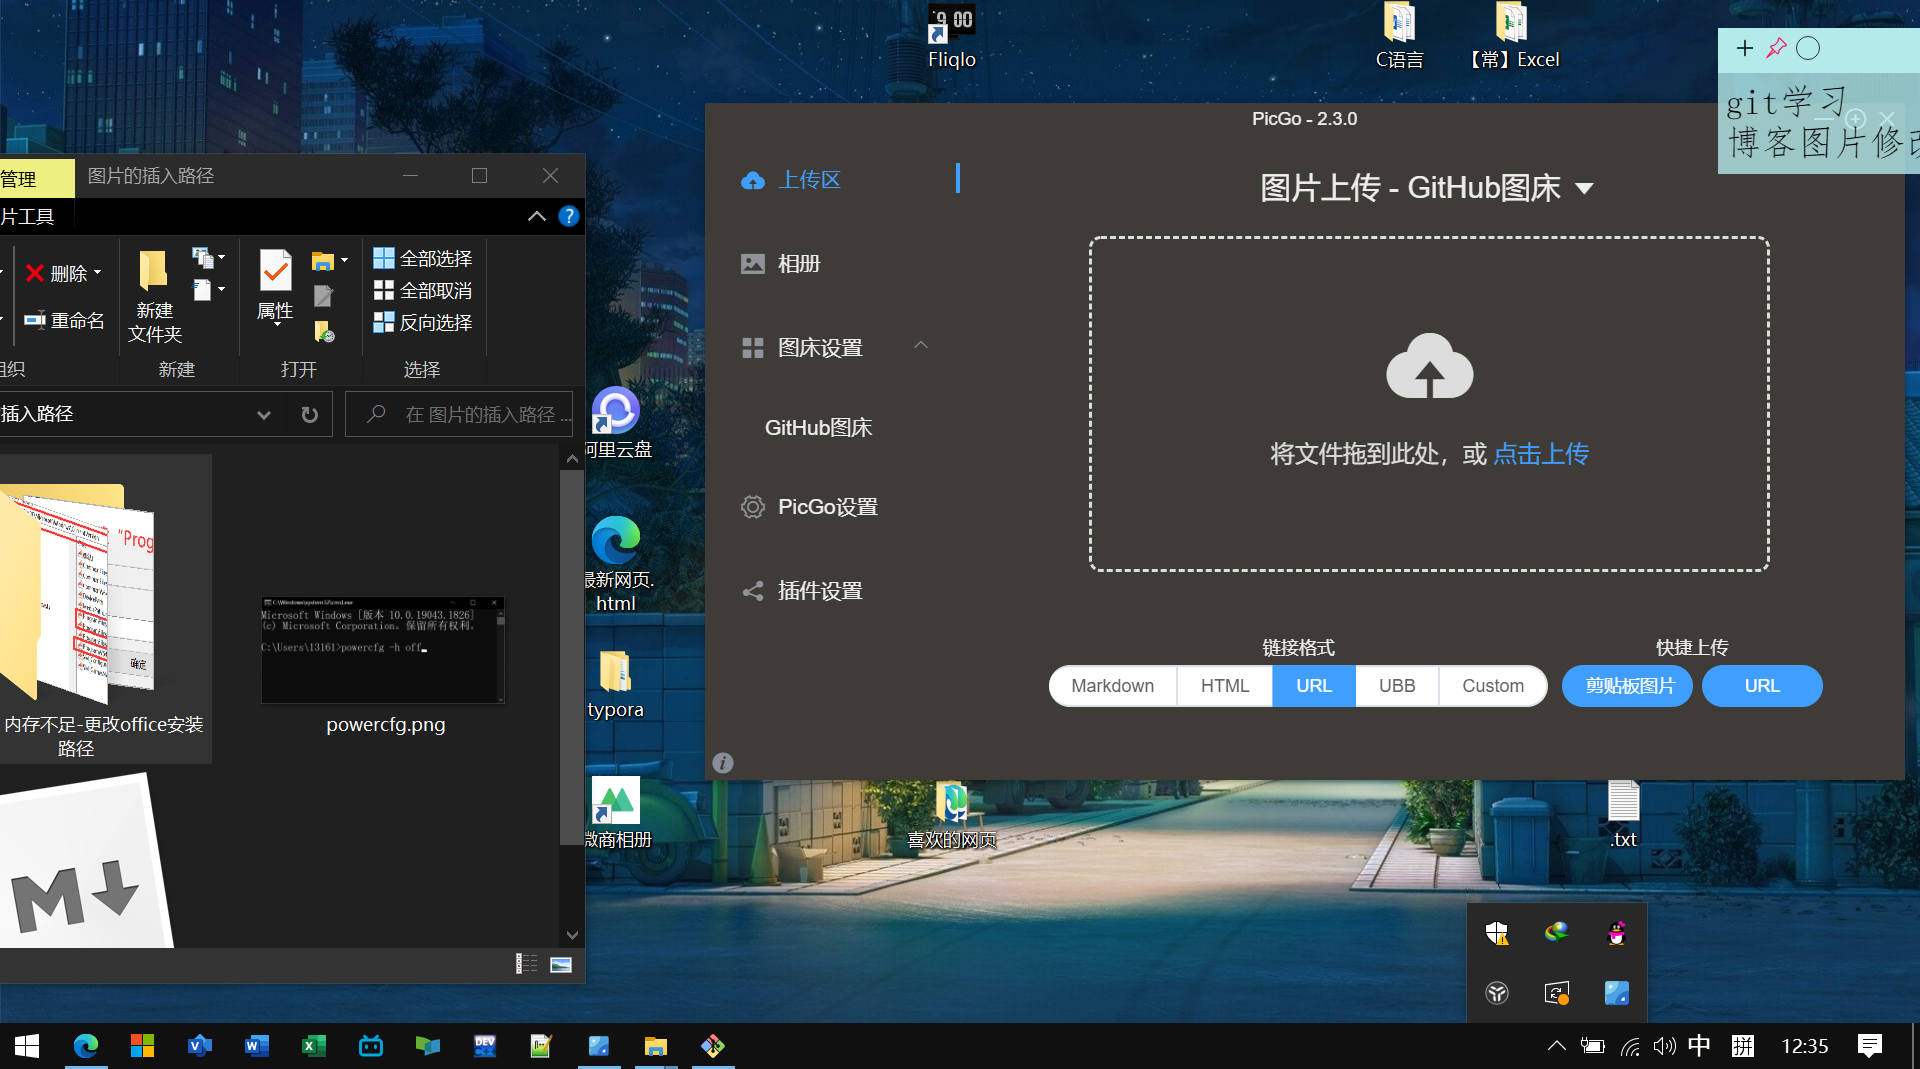 9 00
Fliqlo
C语言
【常】Excel
git学习
博客图片修改
管理
图片的插入路径
片工具
删除
重命名
组织
新建
文件夹
新建
属性
打开
全部选择
全部取消
反向选择
选择
插入路径
在 图片的插入路径 ...
"Prog
确定
内存不足-更改office安装
路径
C:\Windows\system32\cmd.exe
Microsoft Windows [版本 10.0.19043.1826]
(c) Microsoft Corporation。保留所有权利。
C:\Users\13161>powercfg -h off
powercfg.png
M
阿里云盘
最新网页.
html
typora
微商相册
喜欢的网页
.txt
PicGo - 2.3.0
上传区
相册
图床设置
GitHub图床
PicGo设置
插件设置
图片上传 - GitHub图床
将文件拖到此处，或 点击上传
链接格式
快捷上传
Markdown
HTML
URL
UBB
Custom
剪贴板图片
URL
DEV
中
拼
12:35